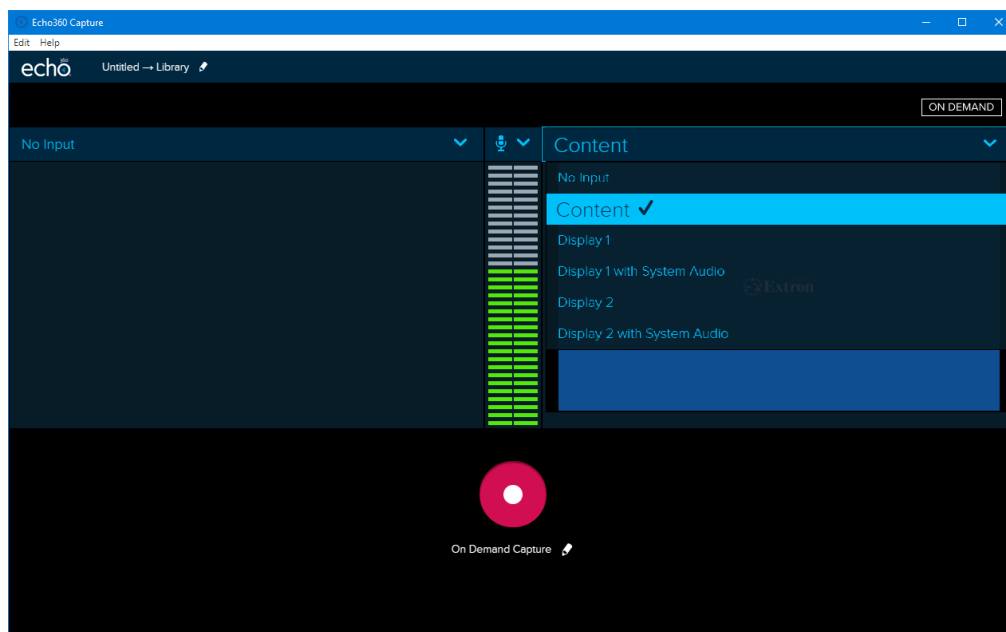 Echo360 Capture
Edit Help
echo360 Untitled → Library
ON DEMAND
No Input
Content
No Input
Content ✓
Display 1
Display 1 with System Audio
Extron
Display 2
Display 2 with System Audio
On Demand Capture